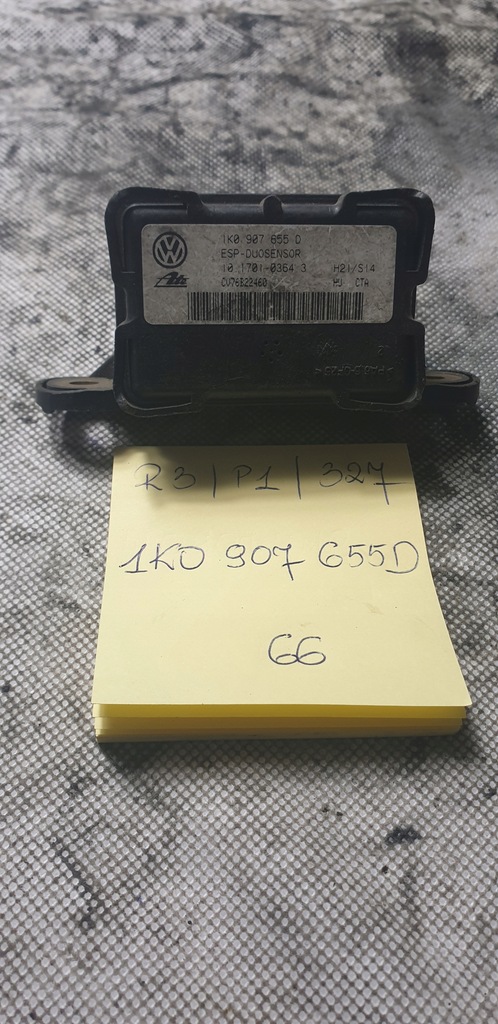 1K0 907 655 D
ESP-DUOSENSOR
10.1701-0364.3 H21/S14
Ate HU CTA
R3 | P1 | 327
1K0 907 655D
66